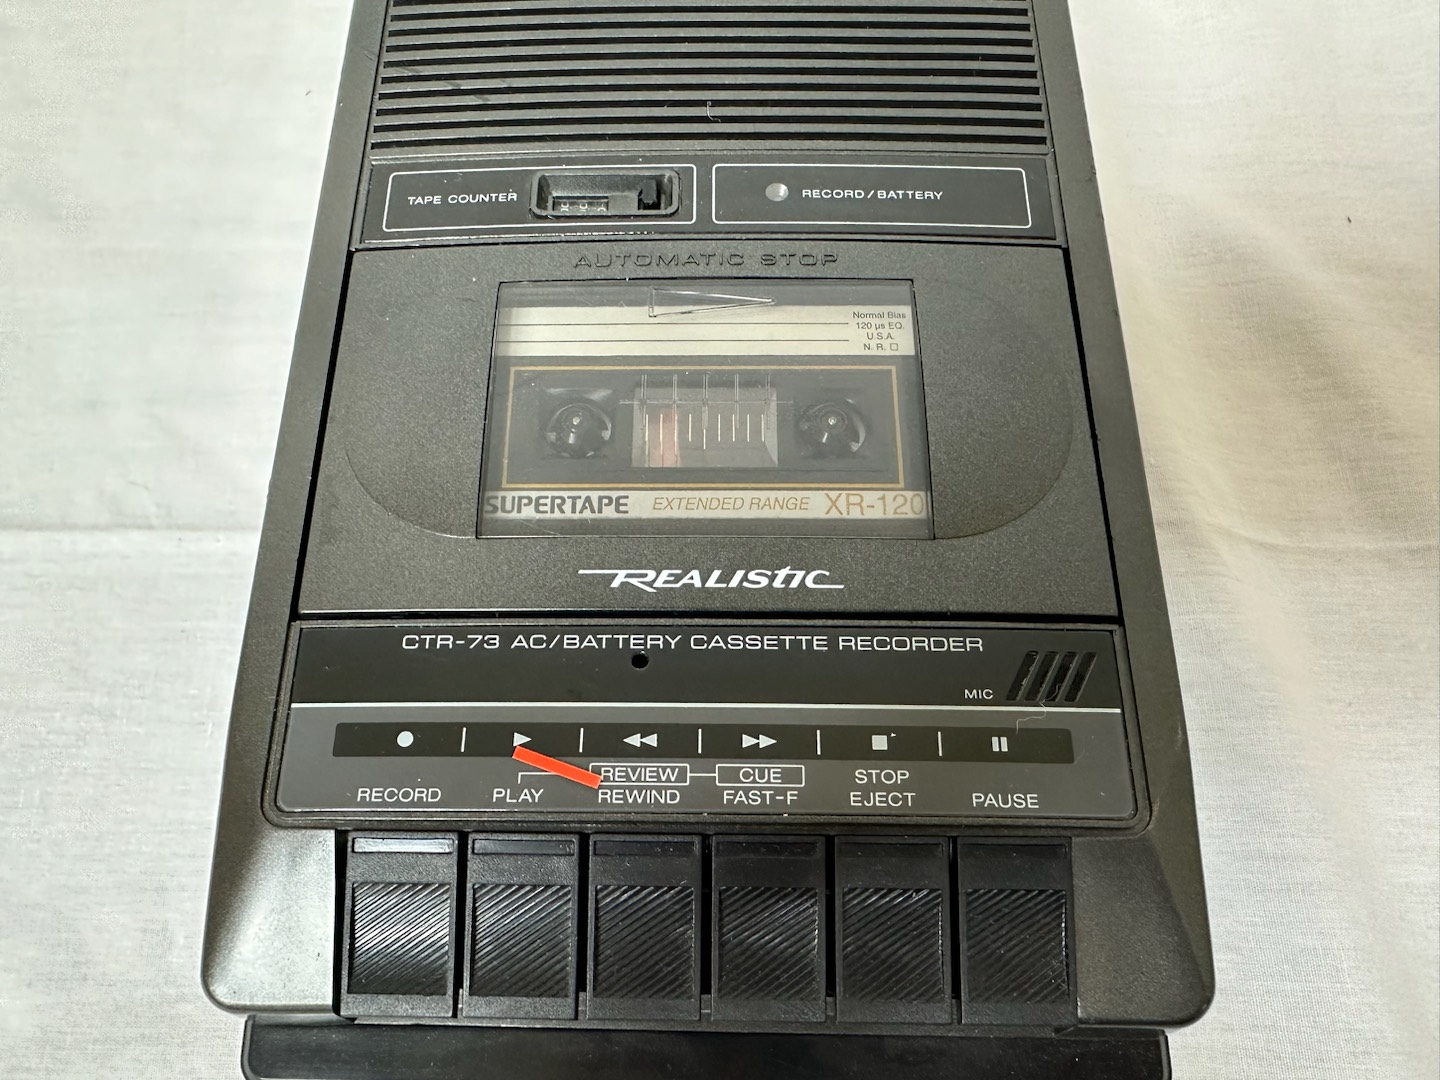 TAPE COUNTER
RECORD/BATTERY
AUTOMATIC STOP
Normal Bias
120 µs EQ.
U.S.A.
N. R. □
SUPERTAPE EXTENDED RANGE XR-120
REALISTIC
CTR-73 AC/BATTERY CASSETTE RECORDER
MIC
REVIEW CUE STOP
RECORD PLAY REWIND FAST-F EJECT PAUSE